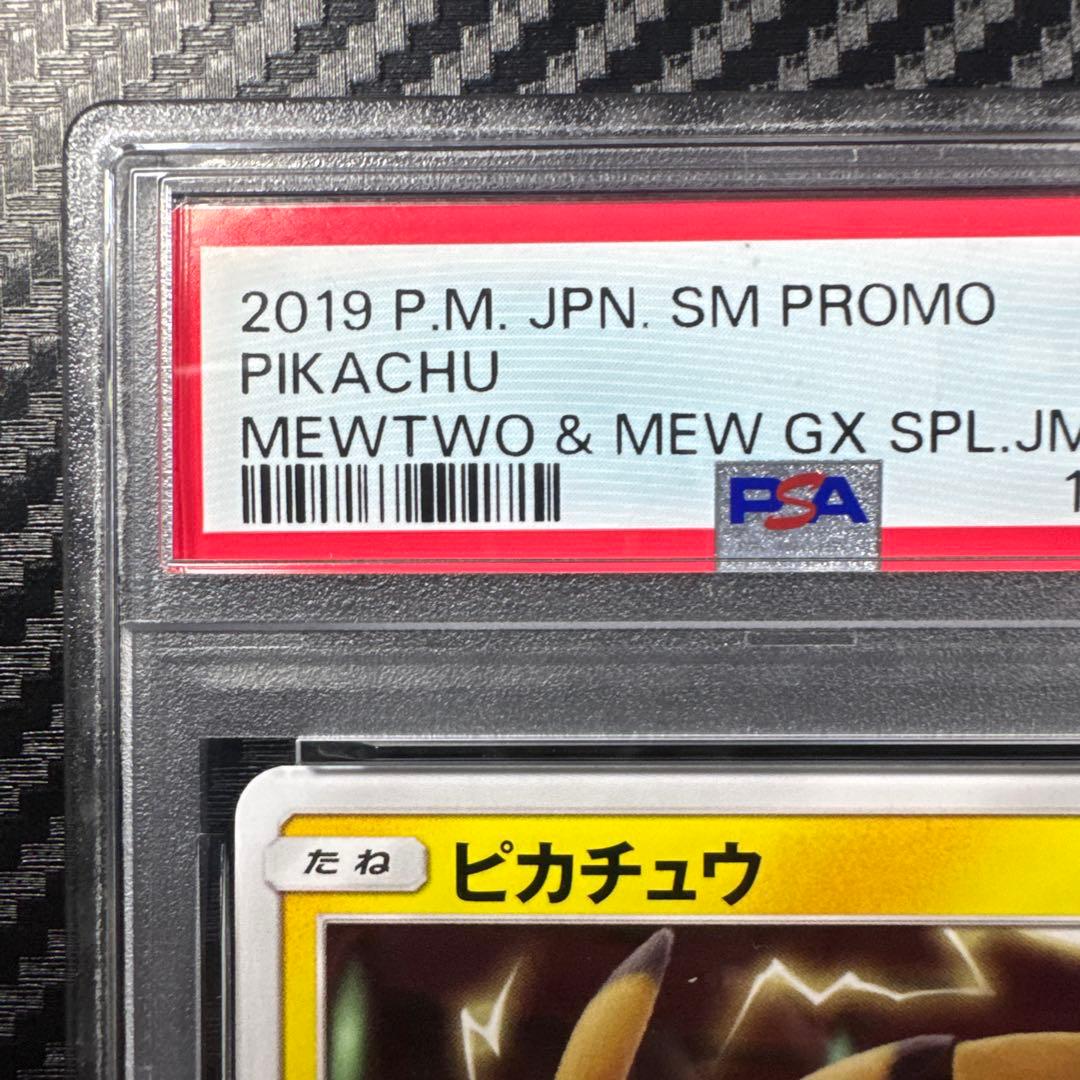 2019 P.M. JPN. SM PROMO
PIKACHU
MEWTWO & MEW GX SPL.JM
PSA
たね ピカチュウ